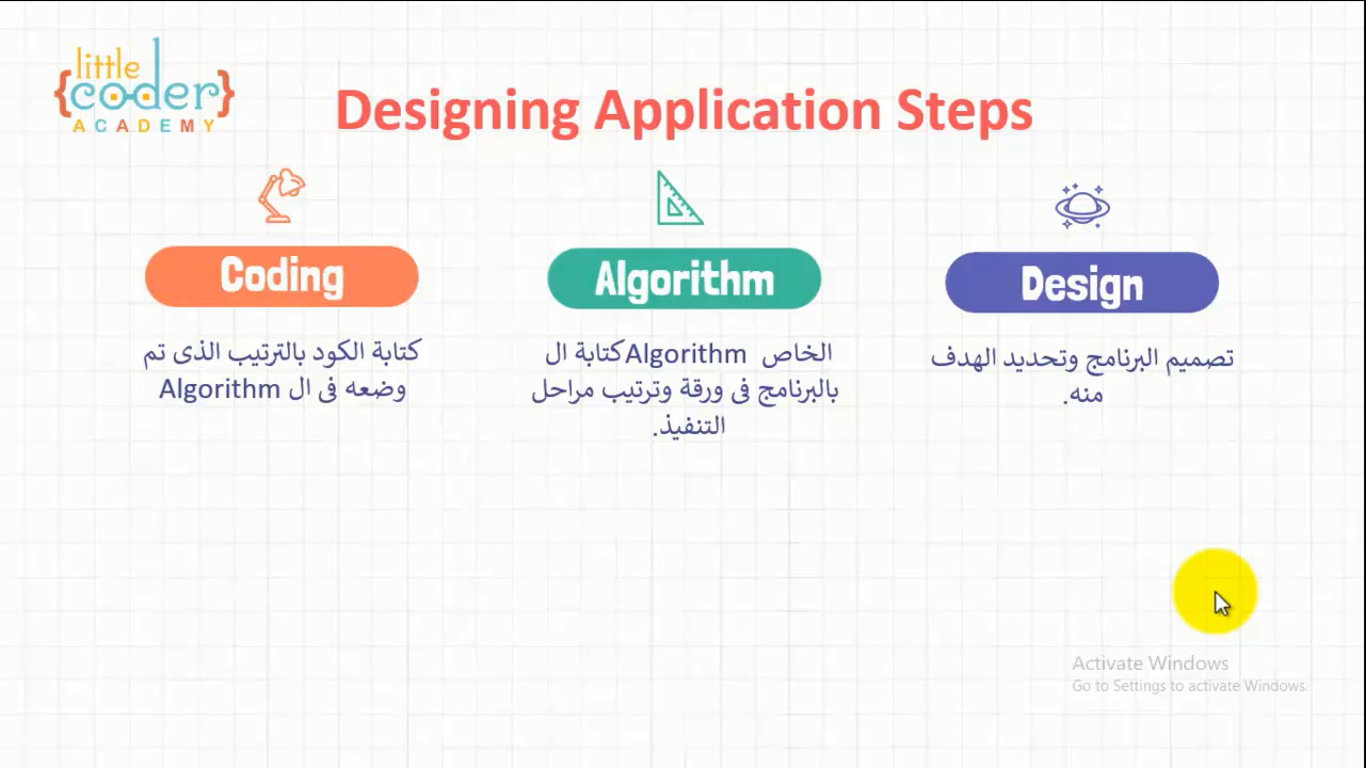 little
{coder}
ACADEMY
Designing Application Steps
Design
تصميم البرنامج وتحديد الهدف
منه.
Algorithm
كتابة ال Algorithm الخاص
بالبرنامج فى ورقة وترتيب مراحل
التنفيذ.
Coding
كتابة الكود بالترتيب الذى تم
وضعه فى ال Algorithm
Activate Windows
Go to Settings to activate Windows.